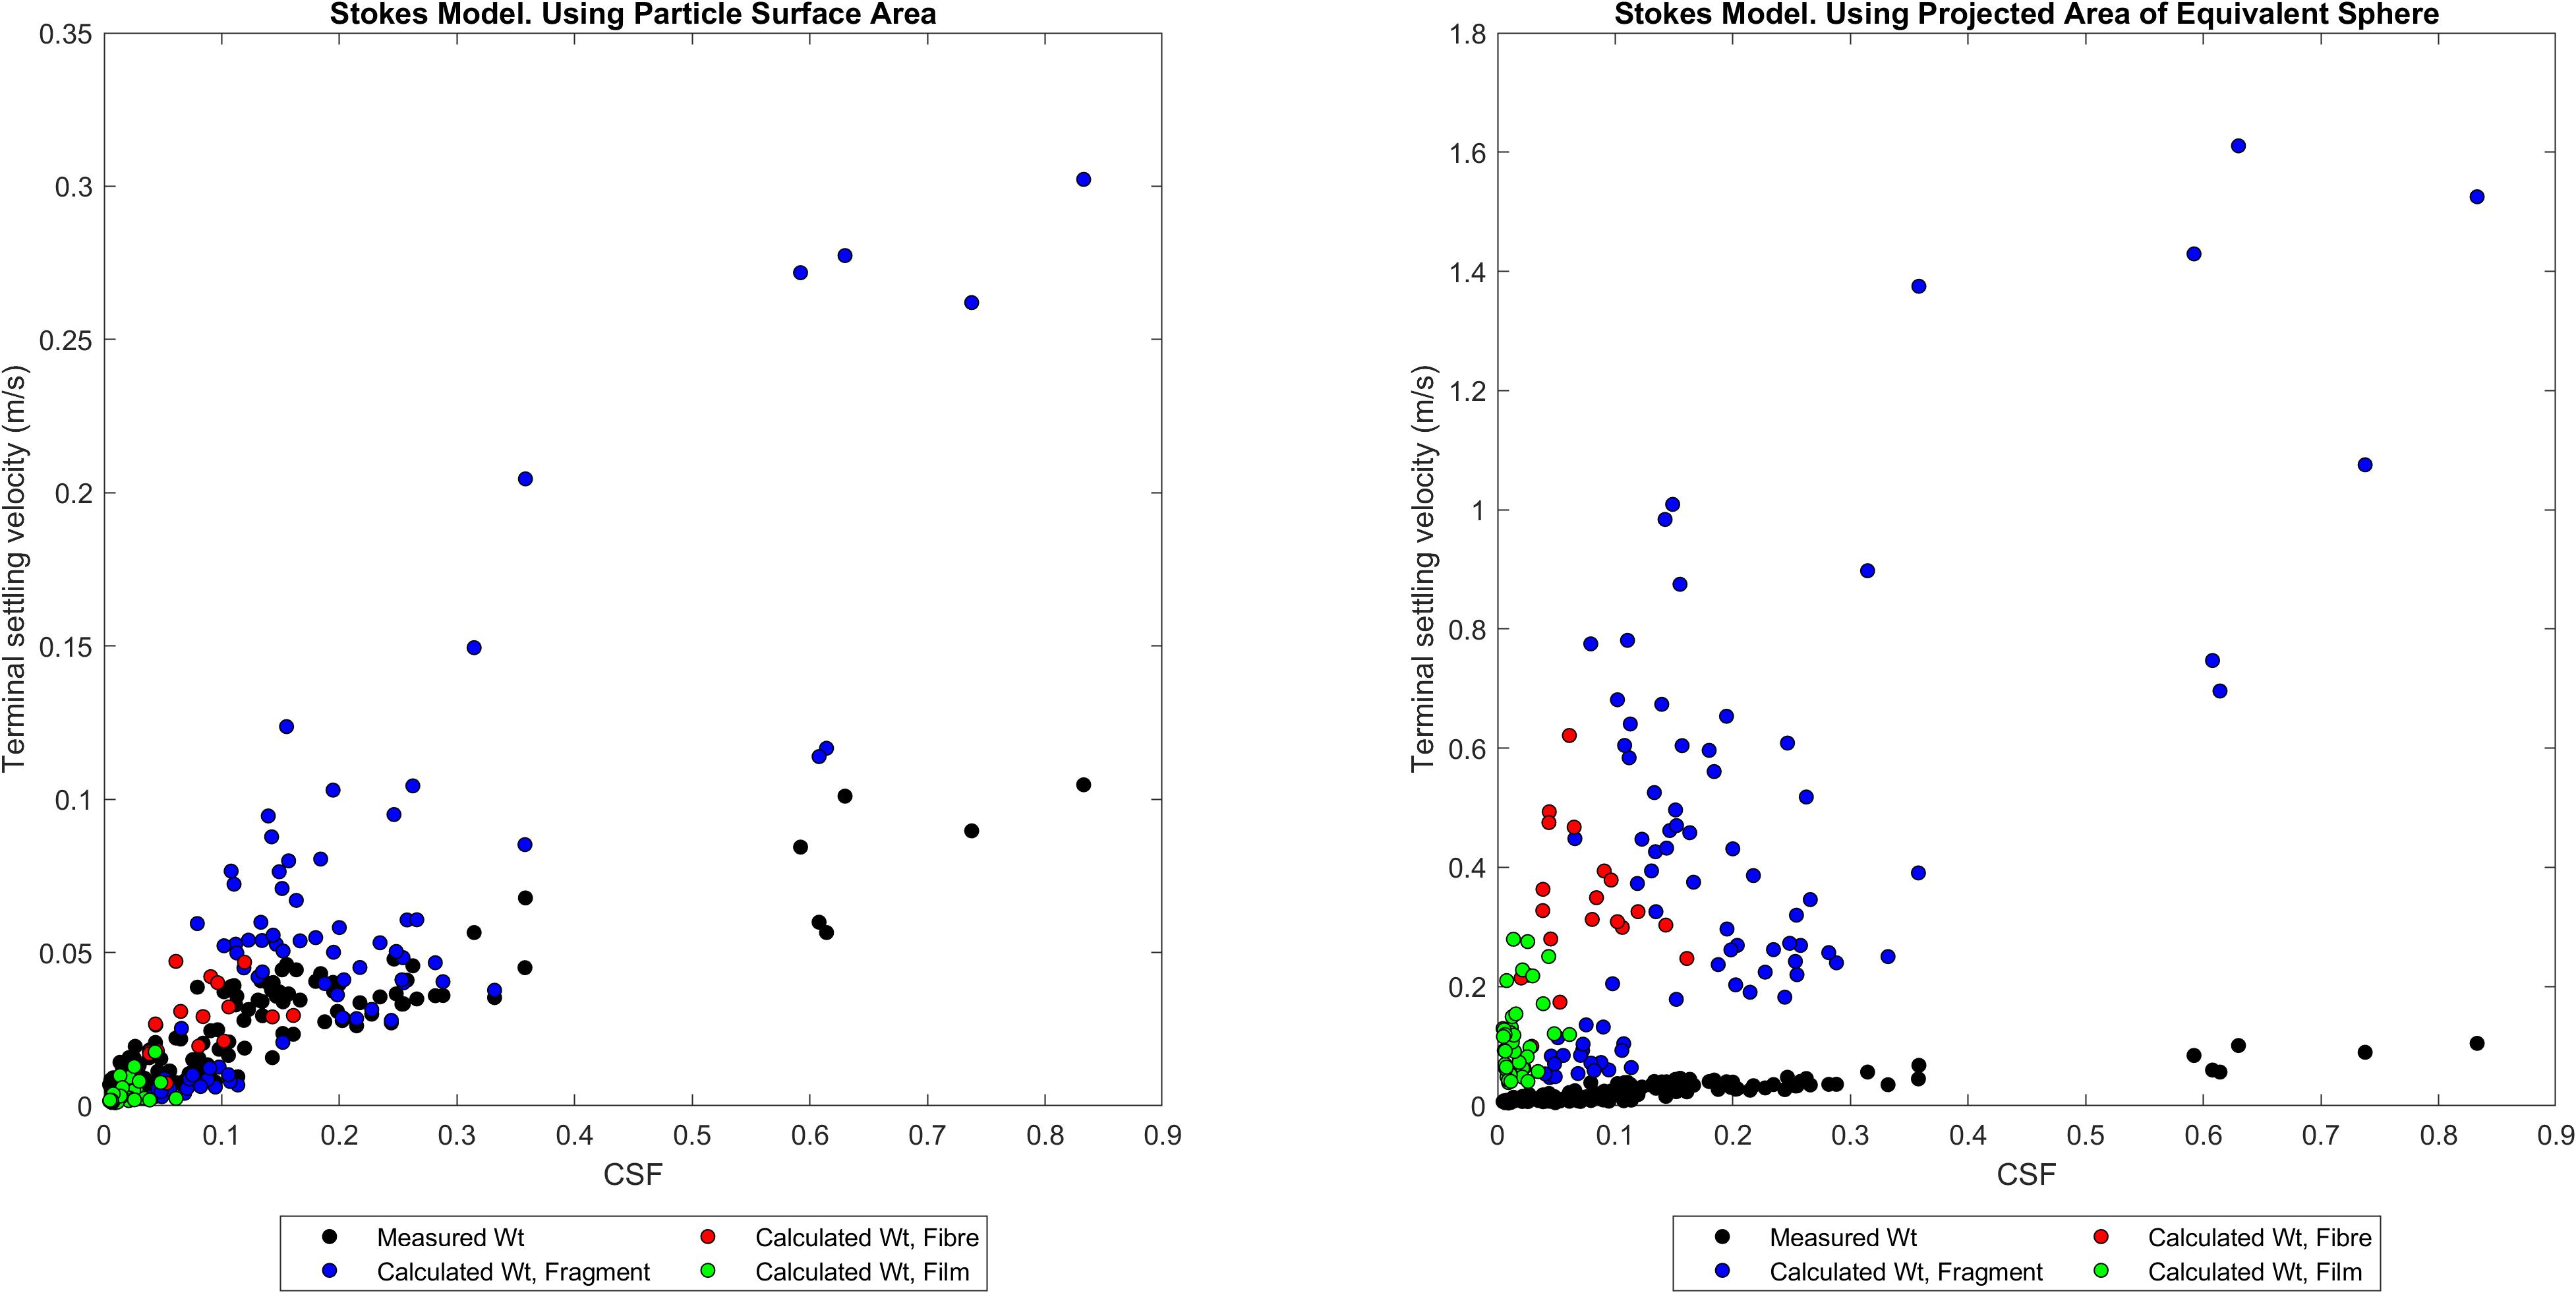 Stokes Model. Using Particle Surface Area
0.35
0.3
0.25
0.2
0.15
0.1
0.05
0
Terminal settling velocity (m/s)
0 0.1 0.2 0.3 0.4 0.5 0.6 0.7 0.8 0.9
CSF
Measured Wt
Calculated Wt, Fibre
Calculated Wt, Fragment
Calculated Wt, Film
Stokes Model. Using Projected Area of Equivalent Sphere
1.8
1.6
1.4
1.2
1
0.8
0.6
0.4
0.2
0
Terminal settling velocity (m/s)
0 0.1 0.2 0.3 0.4 0.5 0.6 0.7 0.8 0.9
CSF
Measured Wt
Calculated Wt, Fibre
Calculated Wt, Fragment
Calculated Wt, Film